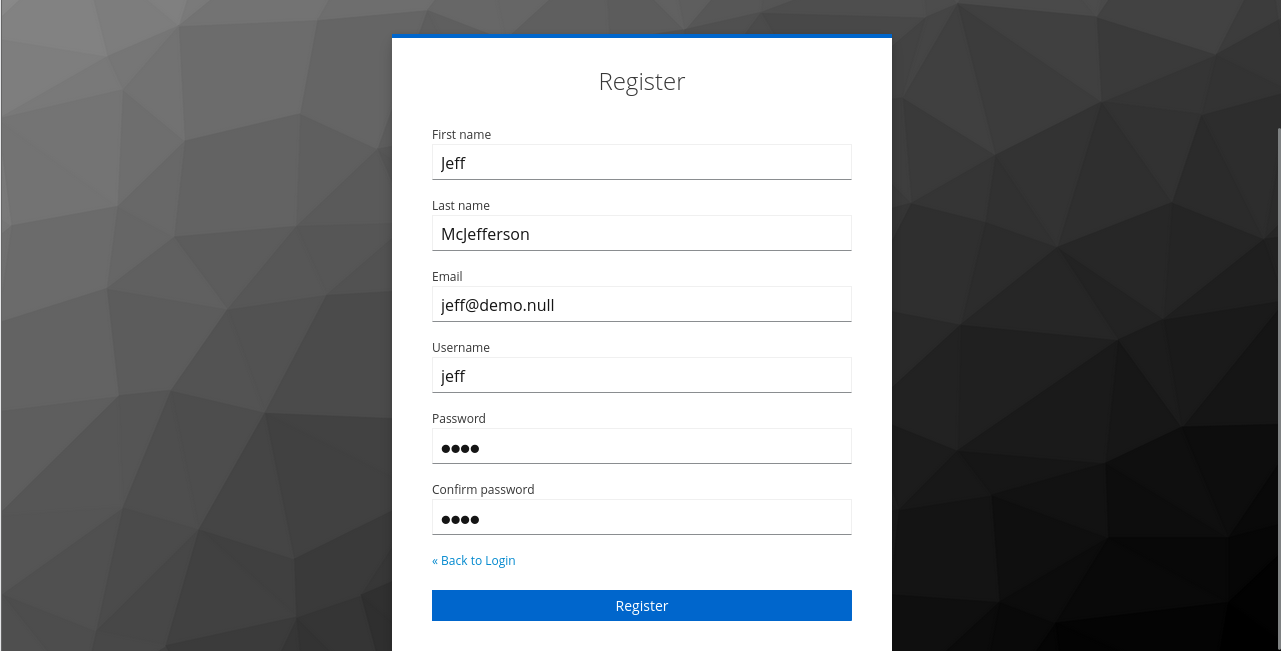 Register
First name
Jeff
Last name
McJefferson
Email
jeff@demo.null
Username
jeff
Password
●●●●
Confirm password
●●●●
« Back to Login
Register